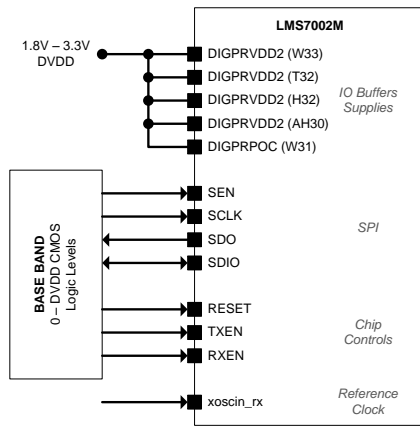 LMS7002M
1.8V – 3.3V
DVDD
DIGPRVDD2 (W33)
DIGPRVDD2 (T32)
DIGPRVDD2 (H32)
DIGPRVDD2 (AH30)
DIGPRPOC (W31)
IO Buffers
Supplies
BASE BAND
0 – DVDD CMOS
Logic Levels
SEN
SCLK
SDO
SDIO
SPI
RESET
TXEN
RXEN
Chip
Controls
xoscin_rx
Reference
Clock